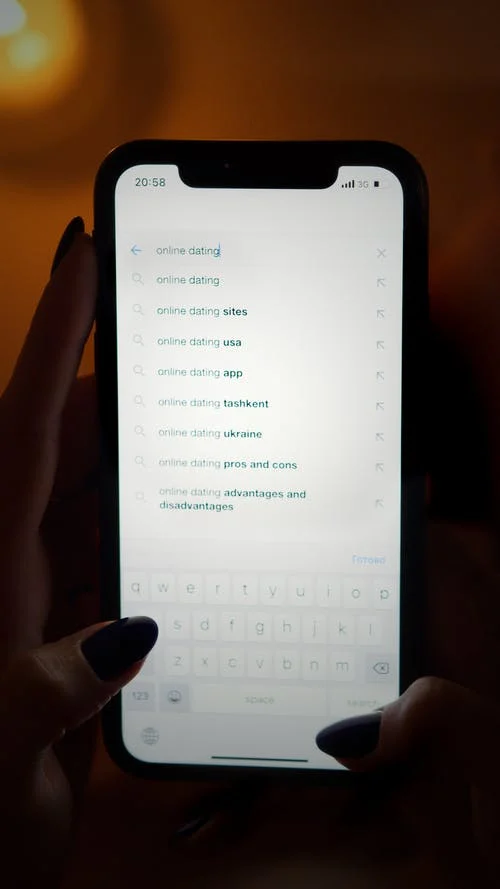 20:58 3G
online dating
online dating
online dating sites
online dating usa
online dating app
online dating tashkent
online dating ukraine
online dating pros and cons
online dating advantages and
disadvantages
Готово
q w e r t y u i o p
s d f g h j k l
z x c v b n m
123 space search